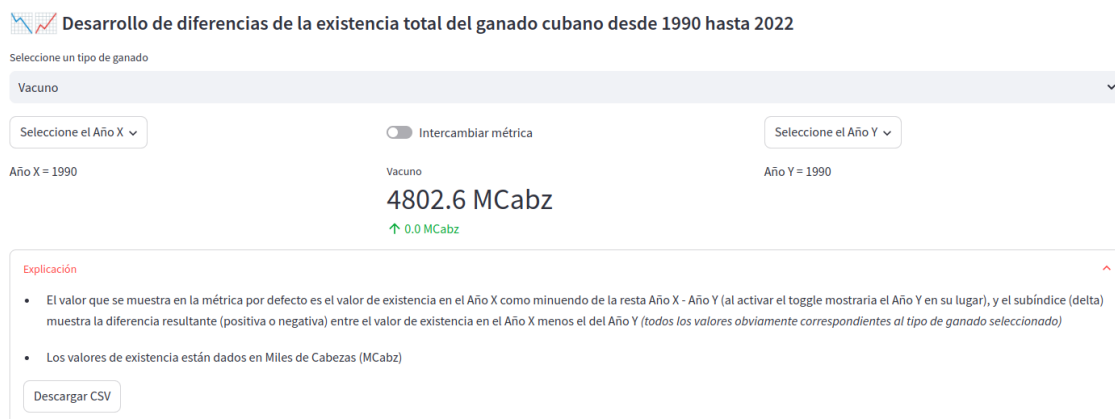 Desarrollo de diferencias de la existencia total del ganado cubano desde 1990 hasta 2022
Seleccione un tipo de ganado
Vacuno
Seleccione el Año X
Intercambiar métrica
Seleccione el Año Y
Año X = 1990
Vacuno
Año Y = 1990
4802.6 MCabz
↑ 0.0 MCabz
Explicación
• El valor que se muestra en la métrica por defecto es el valor de existencia en el Año X como minuendo de la resta Año X - Año Y (al activar el toggle mostraria el Año Y en su lugar), y el subíndice (delta)
muestra la diferencia resultante (positiva o negativa) entre el valor de existencia en el Año X menos el del Año Y (todos los valores obviamente correspondientes al tipo de ganado seleccionado)
• Los valores de existencia están dados en Miles de Cabezas (MCabz)
Descargar CSV